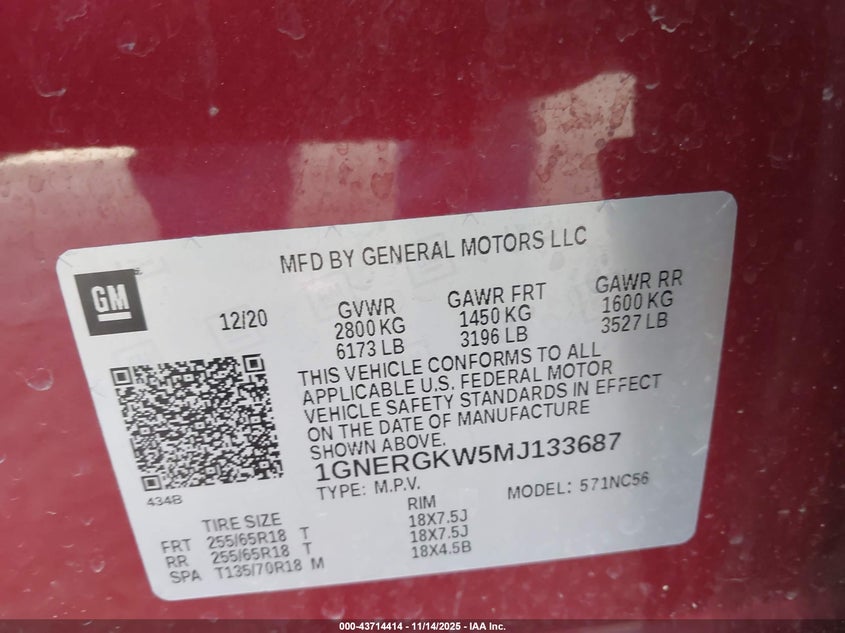 MFD BY GENERAL MOTORS LLC
GM
12/20
GVWR
2800 KG
6173 LB
GAWR FRT
1450 KG
3196 LB
GAWR RR
1600 KG
3527 LB
THIS VEHICLE CONFORMS TO ALL
APPLICABLE U.S. FEDERAL MOTOR
VEHICLE SAFETY STANDARDS IN EFFECT
ON THE DATE OF MANUFACTURE
SHOWN ABOVE.
1GNERGKW5MJ133687
TYPE: M.P.V. MODEL: 571NC56
434B
TIRE SIZE RIM
FRT 255/65R18 T 18X7.5J
RR 255/65R18 T 18X7.5J
SPA T135/70R18 M 18X4.5B
000-43714414 - 11/14/2025 - IAA Inc.